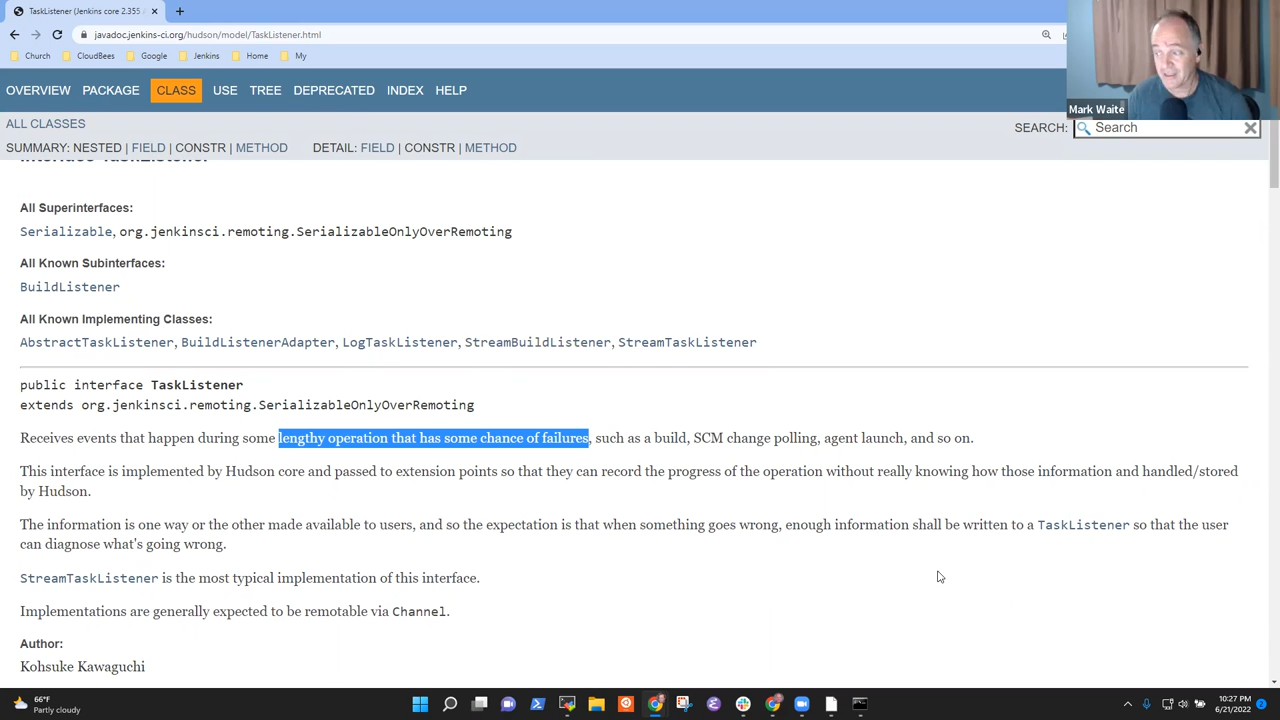 TaskListener (Jenkins core 2.355
javadoc.jenkins-ci.org/hudson/model/TaskListener.html
Church CloudBees Google Jenkins Home My
Mark Waite
OVERVIEW PACKAGE CLASS USE TREE DEPRECATED INDEX HELP
ALL CLASSES
SEARCH: Search
SUMMARY: NESTED | FIELD | CONSTR | METHOD DETAIL: FIELD | CONSTR | METHOD
Interface TaskListener
All Superinterfaces:
Serializable, org.jenkinsci.remoting.SerializableOnlyOverRemoting
All Known Subinterfaces:
BuildListener
All Known Implementing Classes:
AbstractTaskListener, BuildListenerAdapter, LogTaskListener, StreamBuildListener, StreamTaskListener
public interface TaskListener
extends org.jenkinsci.remoting.SerializableOnlyOverRemoting
Receives events that happen during some lengthy operation that has some chance of failures, such as a build, SCM change polling, agent launch, and so on.
This interface is implemented by Hudson core and passed to extension points so that they can record the progress of the operation without really knowing how those information and handled/stored
by Hudson.
The information is one way or the other made available to users, and so the expectation is that when something goes wrong, enough information shall be written to a TaskListener so that the user
can diagnose what's going wrong.
StreamTaskListener is the most typical implementation of this interface.
Implementations are generally expected to be remotable via Channel.
Author:
Kohsuke Kawaguchi
66°F
Partly cloudy
10:27 PM
6/21/2022